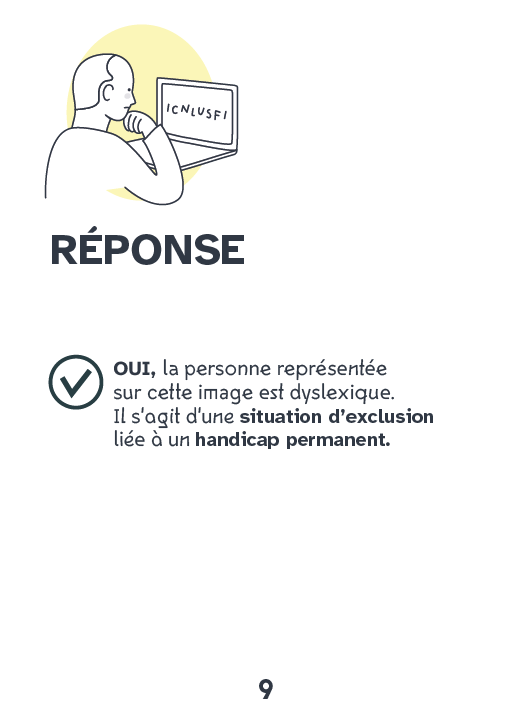 ICNLUSFI
RÉPONSE
OUI, la personne représentée
sur cette image est dyslexique.
Il s'agit d'une situation d’exclusion
liée à un handicap permanent.
9